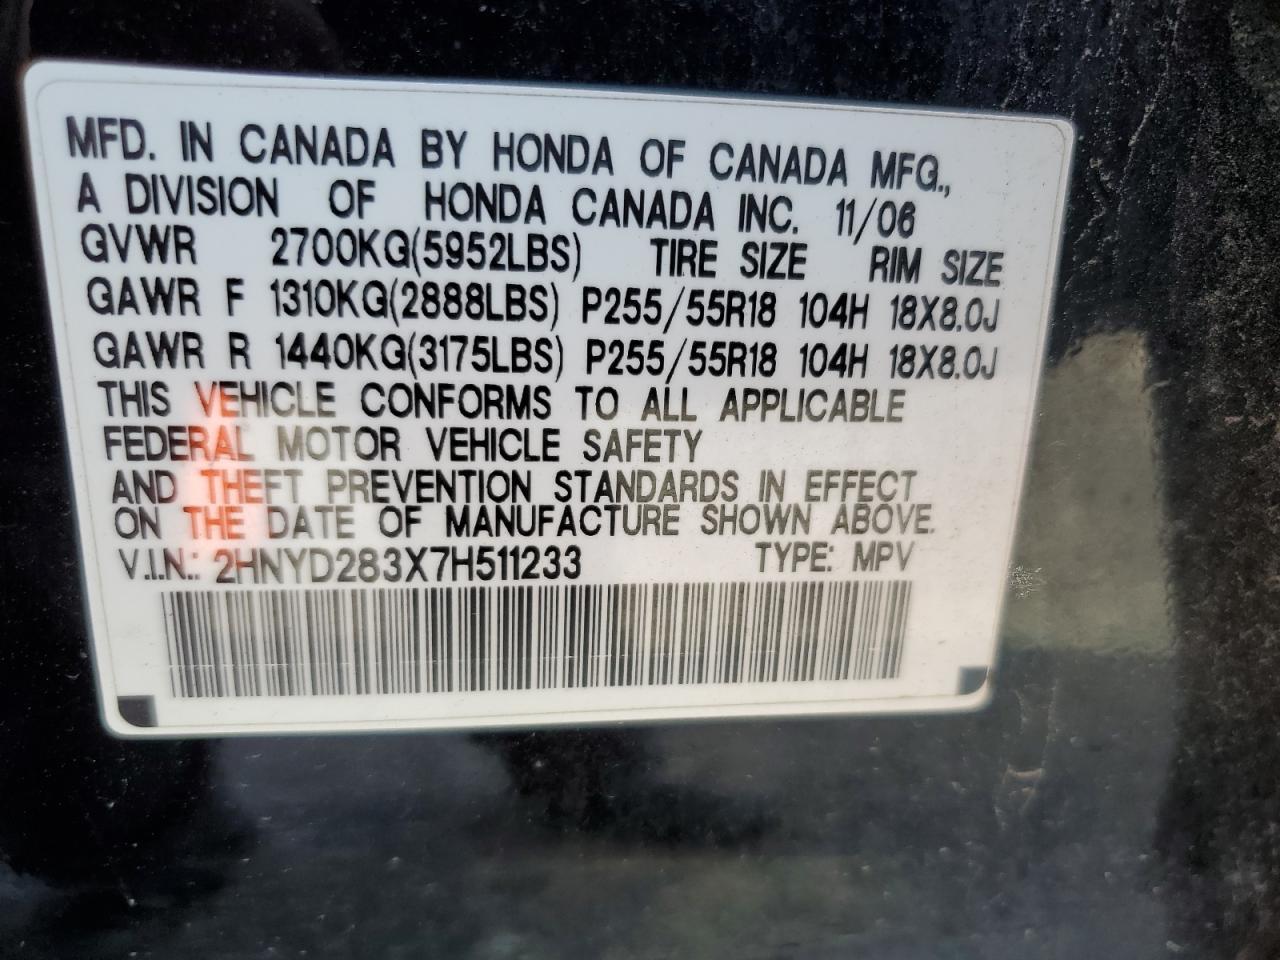 MFD. IN CANADA BY HONDA OF CANADA MFG.,
A DIVISION OF HONDA CANADA INC. 11/06
GVWR 2700KG(5952LBS) TIRE SIZE RIM SIZE
GAWR F 1310KG(2888LBS) P255/55R18 104H 18X8.0J
GAWR R 1440KG(3175LBS) P255/55R18 104H 18X8.0J
THIS VEHICLE CONFORMS TO ALL APPLICABLE
FEDERAL MOTOR VEHICLE SAFETY
AND THEFT PREVENTION STANDARDS IN EFFECT
ON THE DATE OF MANUFACTURE SHOWN ABOVE.
V.I.N.: 2HNYD283X7H511233 TYPE: MPV